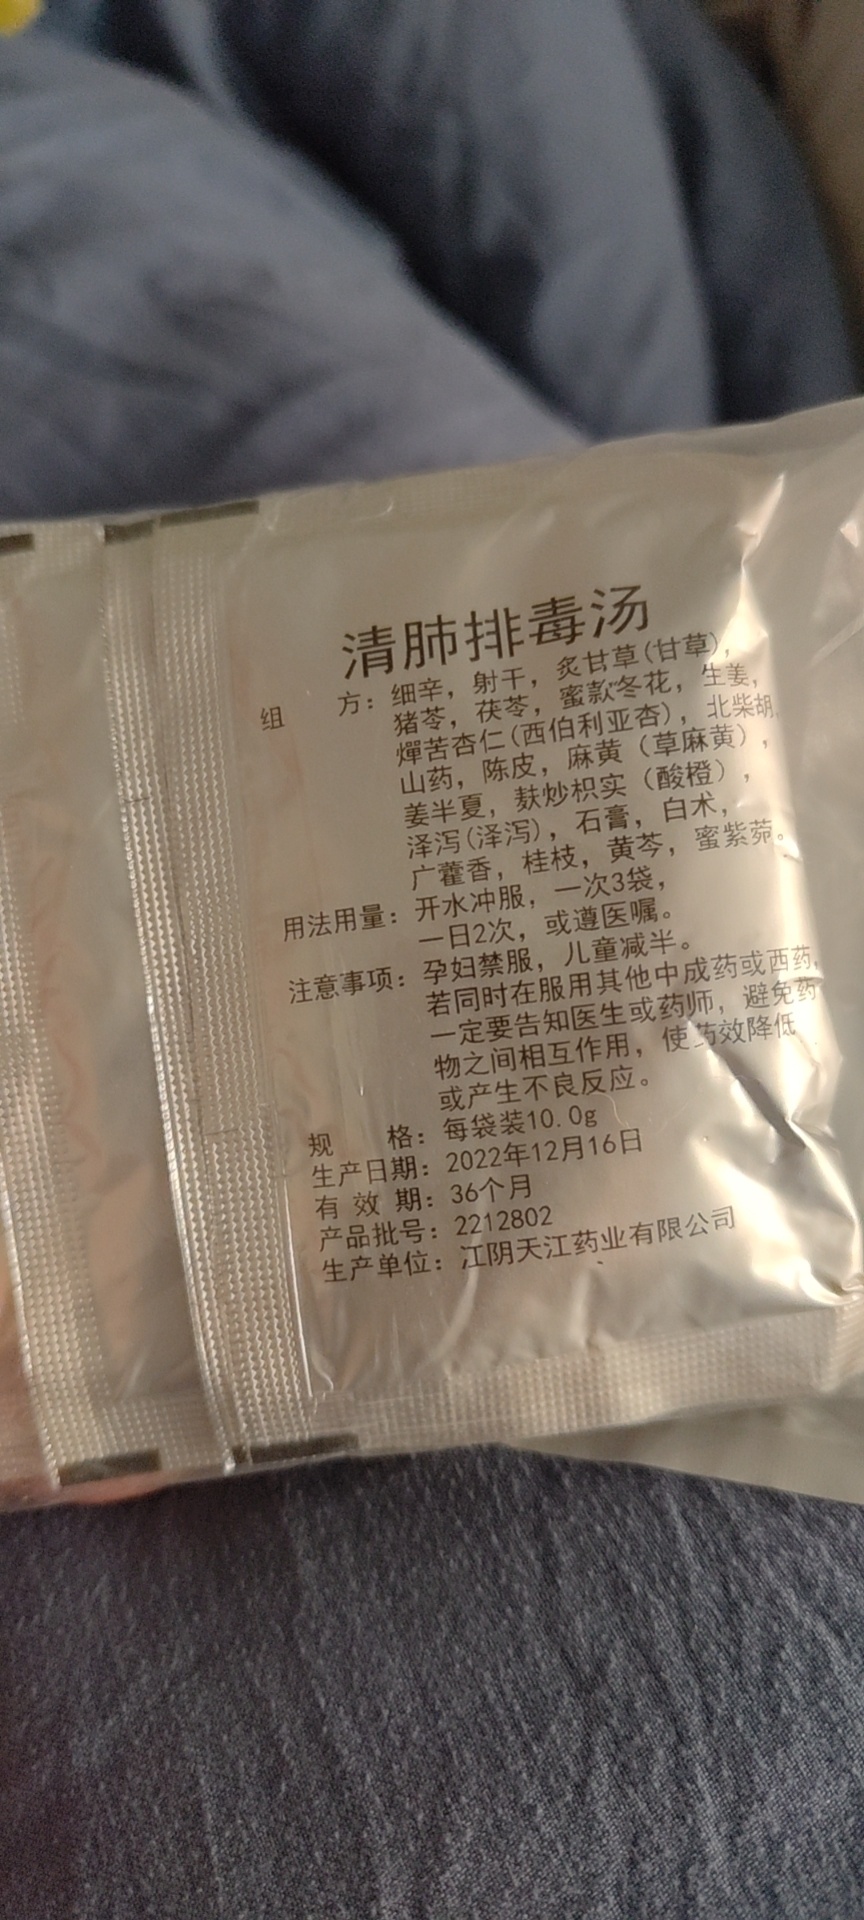 清肺排毒汤
组 方：细辛，射干，炙甘草(甘草)，
猪苓，茯苓，蜜款冬花，生姜，
燀苦杏仁(西伯利亚杏)，北柴胡，
山药，陈皮，麻黄（草麻黄），
姜半夏，麸炒枳实（酸橙），
泽泻(泽泻)，石膏，白术，
广藿香，桂枝，黄芩，蜜紫菀。
用法用量：开水冲服，一次3袋，
一日2次，或遵医嘱。
注意事项：孕妇禁服，儿童减半。
若同时在服用其他中成药或西药，
一定要告知医生或药师，避免药
物之间相互作用，使药效降低
或产生不良反应。
规 格：每袋装10.0g
生产日期：2022年12月16日
有 效 期：36个月
产品批号：2212802
生产单位：江阴天江药业有限公司